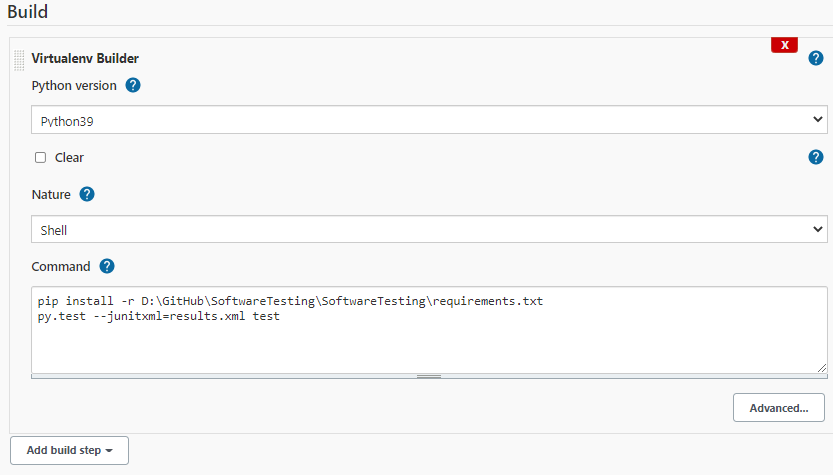 Build
X
Virtualenv Builder
?
Python version ?
Python39
Clear ?
Nature ?
Shell
Command ?
pip install -r D:\GitHub\SoftwareTesting\SoftwareTesting\requirements.txt
py.test --junitxml=results.xml test
Advanced...
Add build step